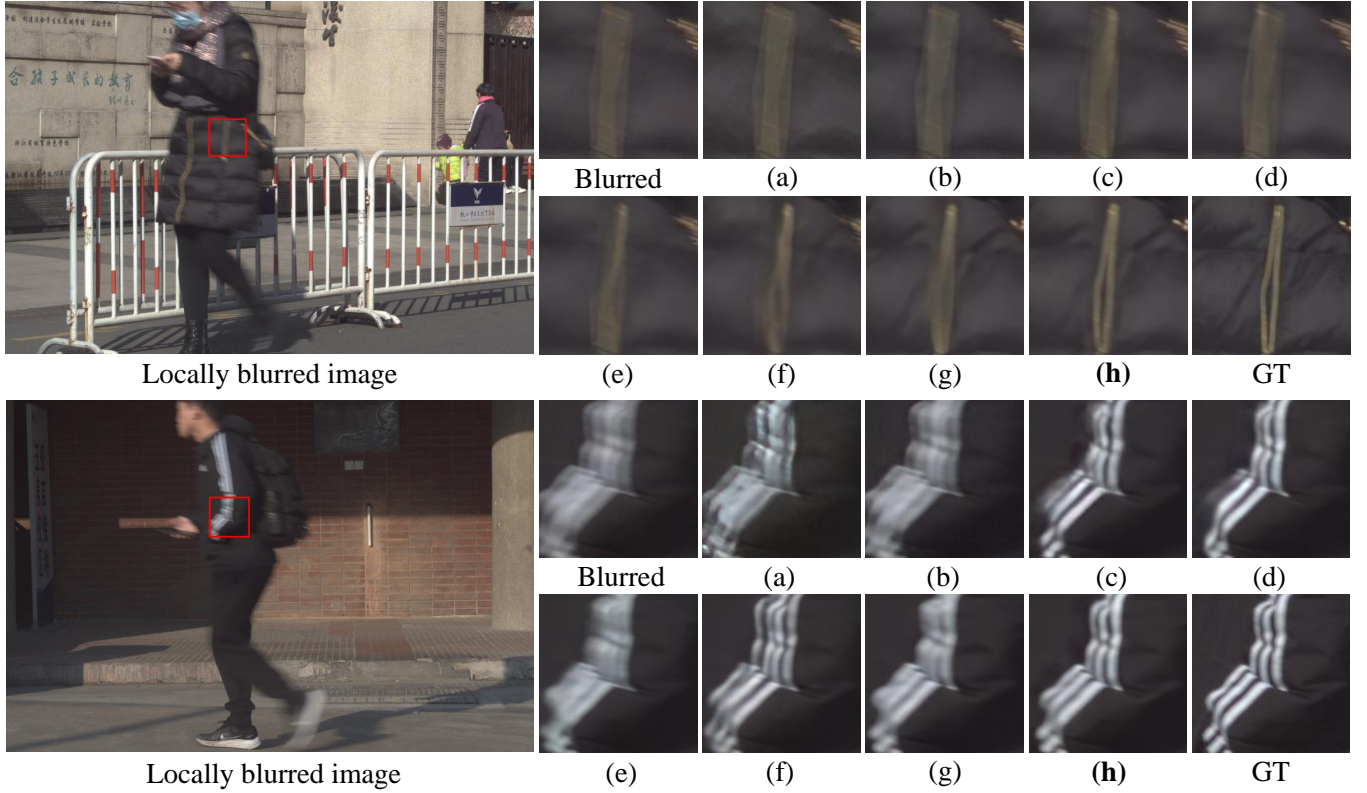 合 孩子成长的教育
Blurred
(a)
(b)
(c)
(d)
Locally blurred image
(e)
(f)
(g)
(h)
GT
Blurred
(a)
(b)
(c)
(d)
Locally blurred image
(e)
(f)
(g)
(h)
GT